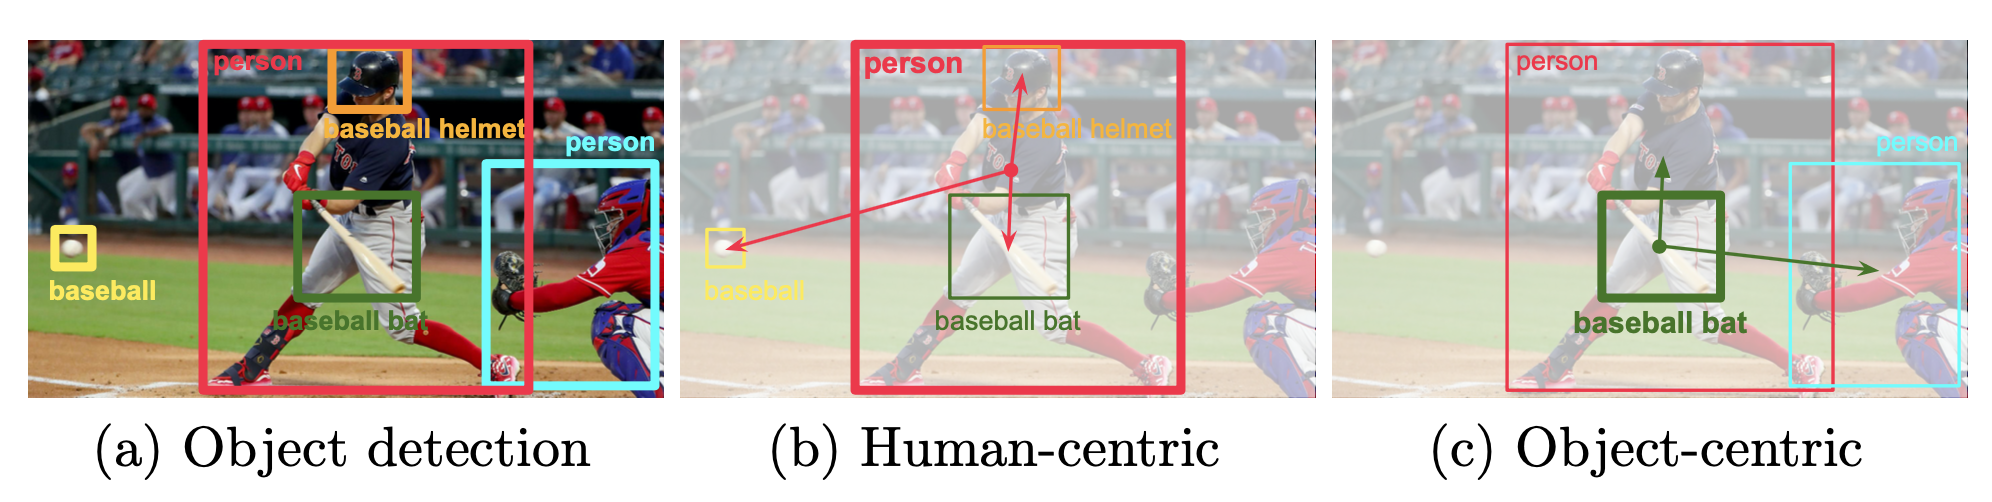 person
baseball helmet
person
baseball
baseball bat
person
baseball helmet
baseball
baseball bat
person
person
baseball bat
(a) Object detection
(b) Human-centric
(c) Object-centric